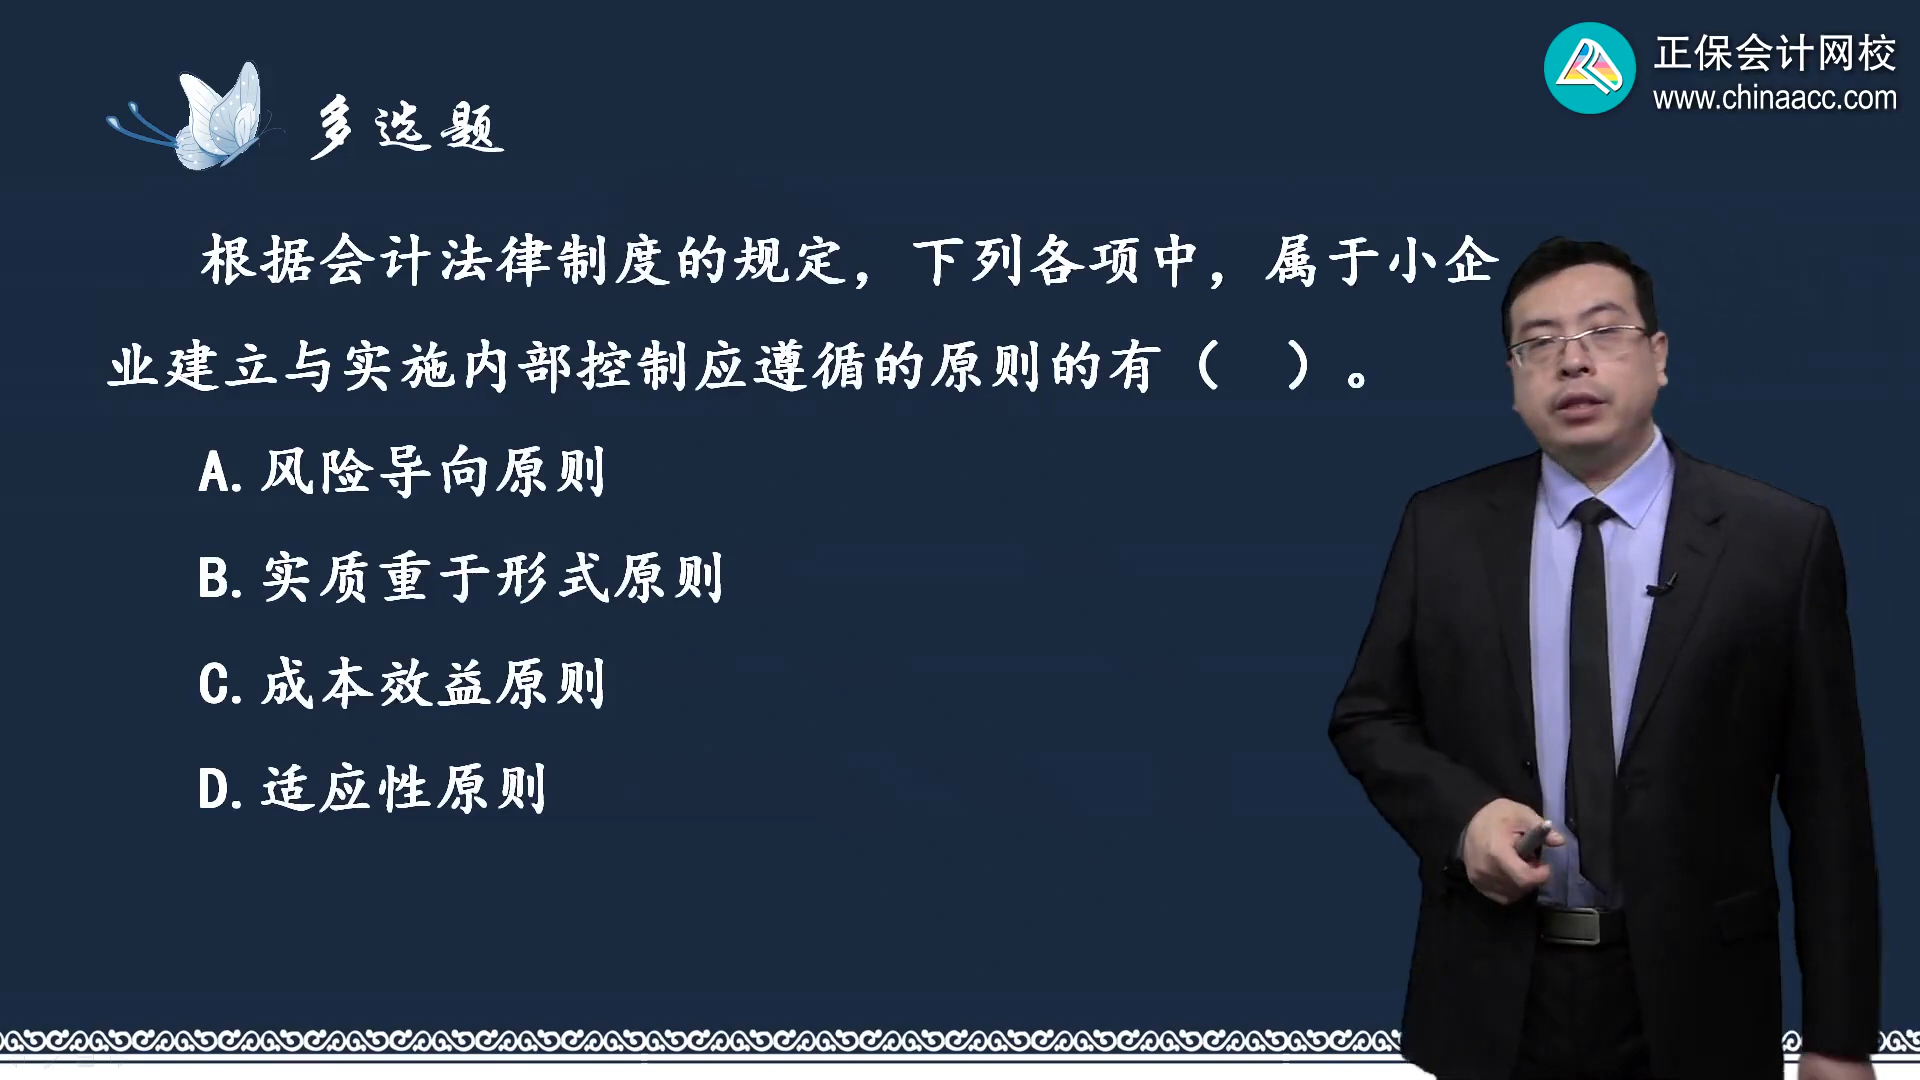 正保会计网校
www.chinaacc.com
多选题
根据会计法律制度的规定，下列各项中，属于小企
业建立与实施内部控制应遵循的原则的有（　）。
A.风险导向原则
B.实质重于形式原则
C.成本效益原则
D.适应性原则